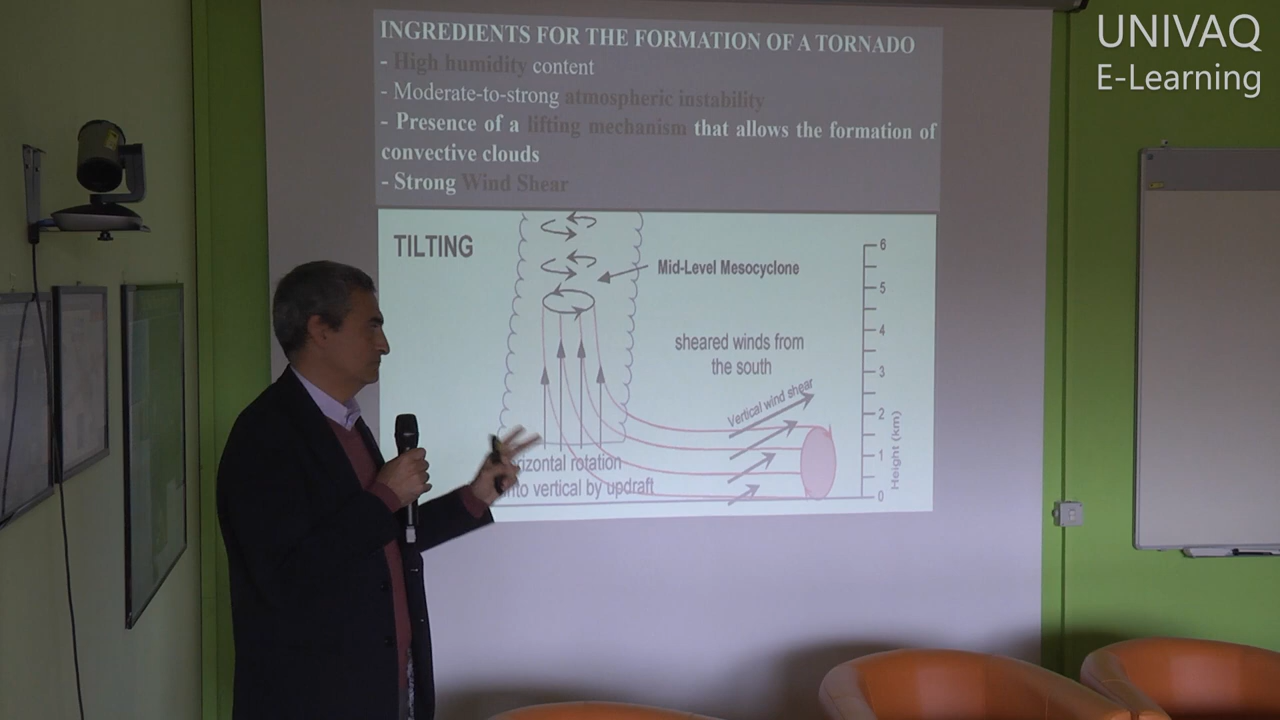 UNIVAQ
E-Learning
INGREDIENTS FOR THE FORMATION OF A TORNADO
- High humidity content
- Moderate-to-strong atmospheric instability
- Presence of a lifting mechanism that allows the formation of
convective clouds
- Strong Wind Shear
TILTING
Mid-Level Mesocyclone
sheared winds from
the south
Vertical wind shear
6
5
4
3
2
1
0
Height (km)
rotation
vertical by updraft